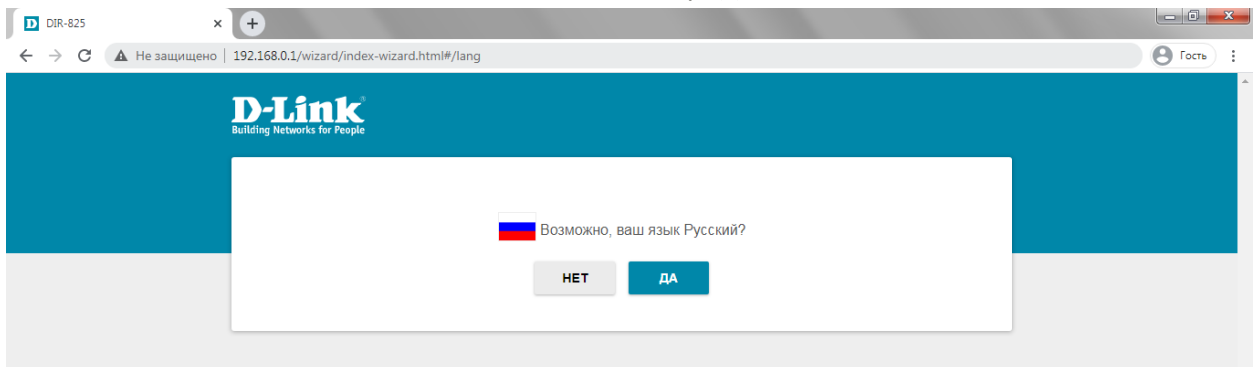 DIR-825
Не защищено | 192.168.0.1/wizard/index-wizard.html#/lang
Гость
D-Link
Building Networks for People
Возможно, ваш язык Русский?
НЕТ
ДА